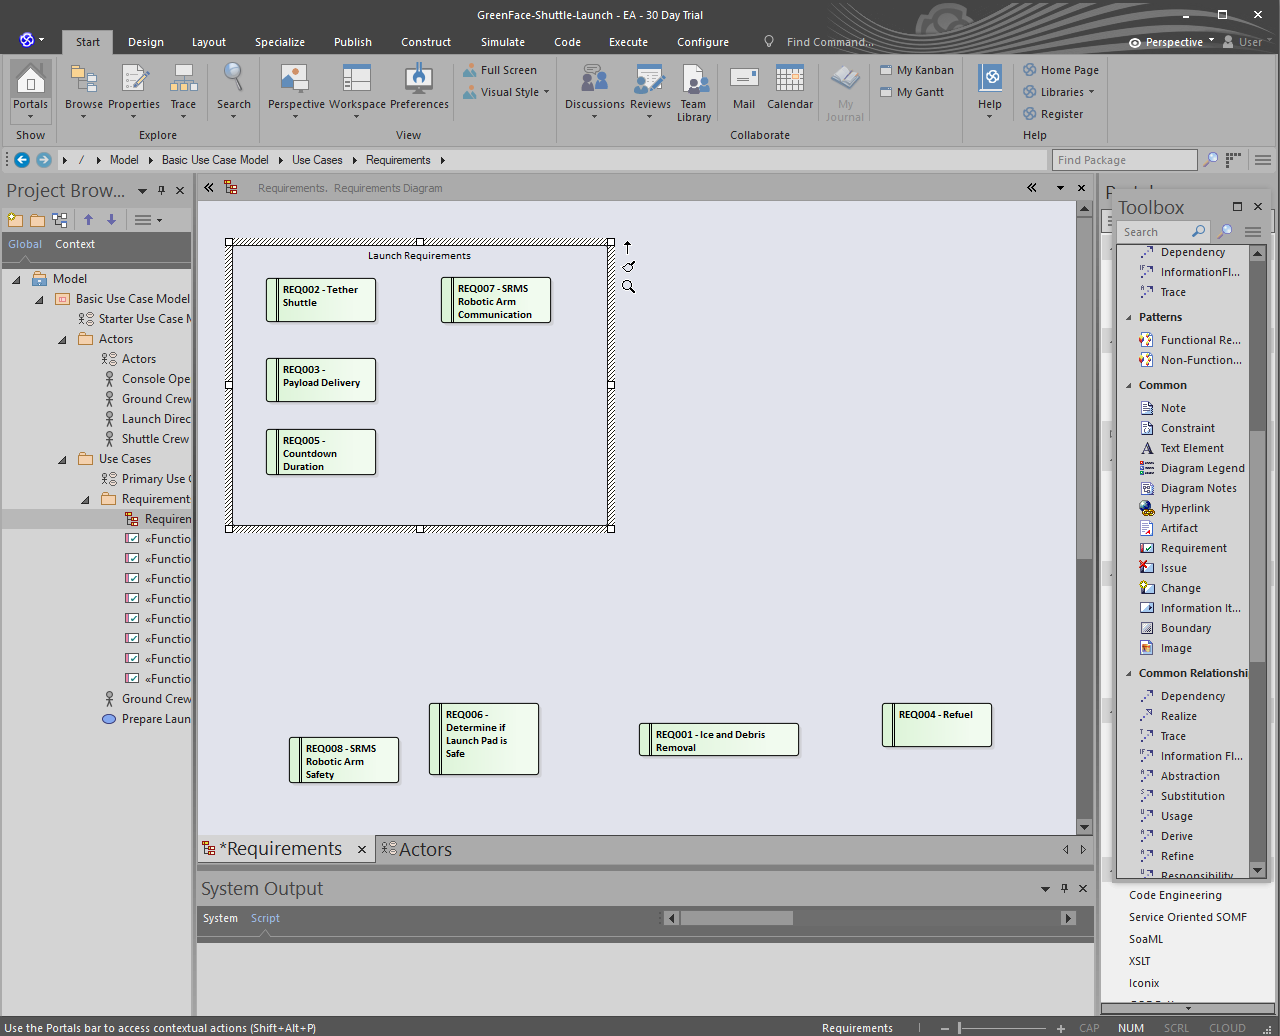 GreenFace-Shuttle-Launch - EA - 30 Day Trial
Start Design Layout Specialize Publish Construct Simulate Code Execute Configure Find Command... Perspective User
Portals Browse Properties Trace Search Perspective Workspace Preferences Full Screen Visual Style Discussions Reviews Team Library Mail Calendar My Journal My Kanban My Gantt Help Home Page Libraries Register
Show Explore View Collaborate Help
/ Model Basic Use Case Model Use Cases Requirements Find Package
Project Brow...
Global Context
Model
Basic Use Case Model
Starter Use Case M
Actors
Actors
Console Ope
Ground Crew
Launch Direc
Shuttle Crew
Use Cases
Primary Use C
Requirement
Requirem
«Functio
«Functio
«Functio
«Functio
«Functio
«Functio
«Functio
«Functio
Ground Crew
Prepare Laun
Requirements. Requirements Diagram
Launch Requirements
REQ002 - Tether
Shuttle
REQ007 - SRMS
Robotic Arm
Communication
REQ003 -
Payload Delivery
REQ005 -
Countdown
Duration
REQ008 - SRMS
Robotic Arm
Safety
REQ006 -
Determine if
Launch Pad is
Safe
REQ001 - Ice and Debris
Removal
REQ004 - Refuel
*Requirements Actors
System Output
System Script
Toolbox
Search
Dependency
InformationFl...
Trace
Patterns
Functional Re...
Non-Function...
Common
Note
Constraint
Text Element
Diagram Legend
Diagram Notes
Hyperlink
Artifact
Requirement
Issue
Change
Information It...
Boundary
Image
Common Relationshi
Dependency
Realize
Trace
Information Fl...
Abstraction
Substitution
Usage
Derive
Refine
Responsibility
Code Engineering
Service Oriented SOMF
SoaML
XSLT
Iconix
Use the Portals bar to access contextual actions (Shift+Alt+P) Requirements CAP NUM SCRL CLOUD